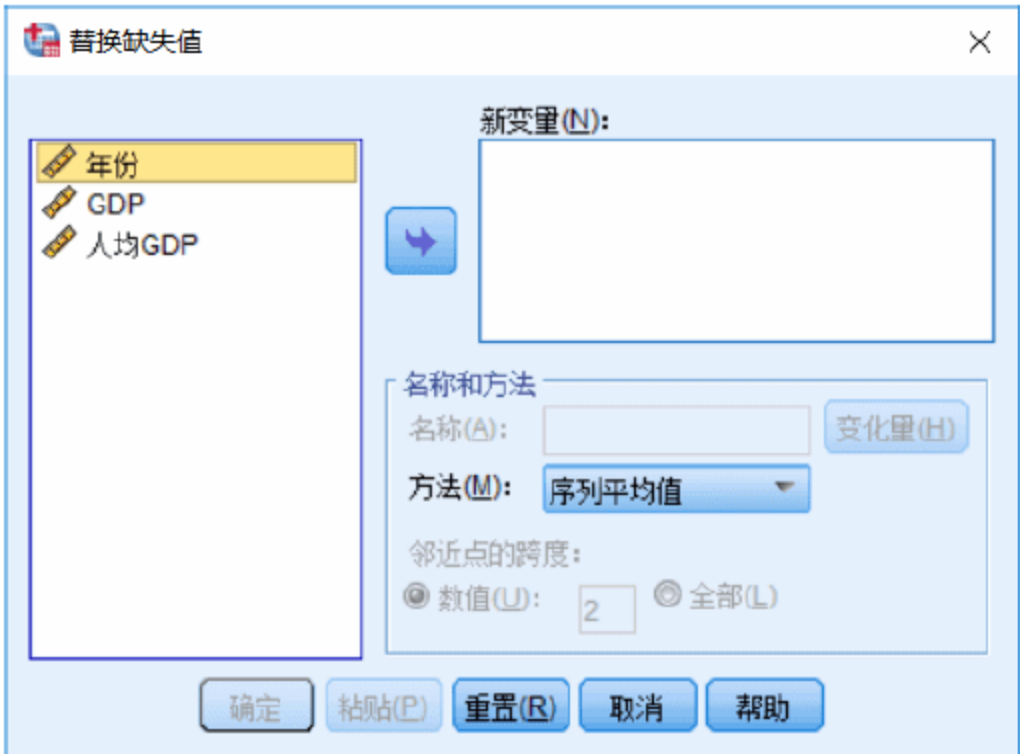 替换缺失值
新变量(N):
年份
GDP
人均GDP
名称和方法
名称(A):
变化量(H)
方法(M):
序列平均值
邻近点的跨度:
数值(U): 2 全部(L)
确定 粘贴(P) 重置(R) 取消 帮助